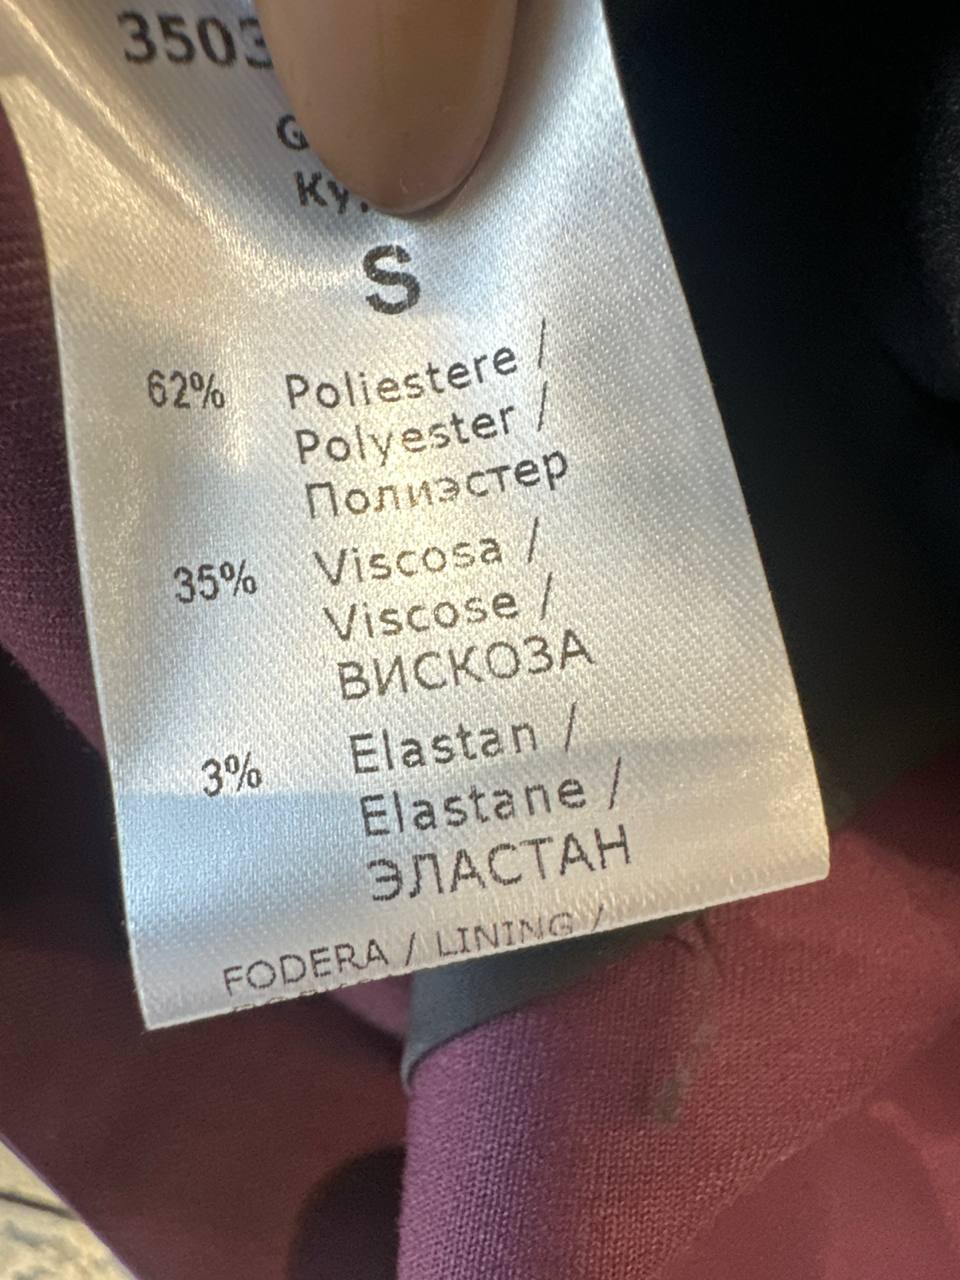 S
62% Poliestere /
Polyester /
Полиэстер
35% Viscosa /
Viscose /
ВИСКОЗА
3% Elastan /
Elastane /
ЭЛАСТАН
FODERA / LINING /